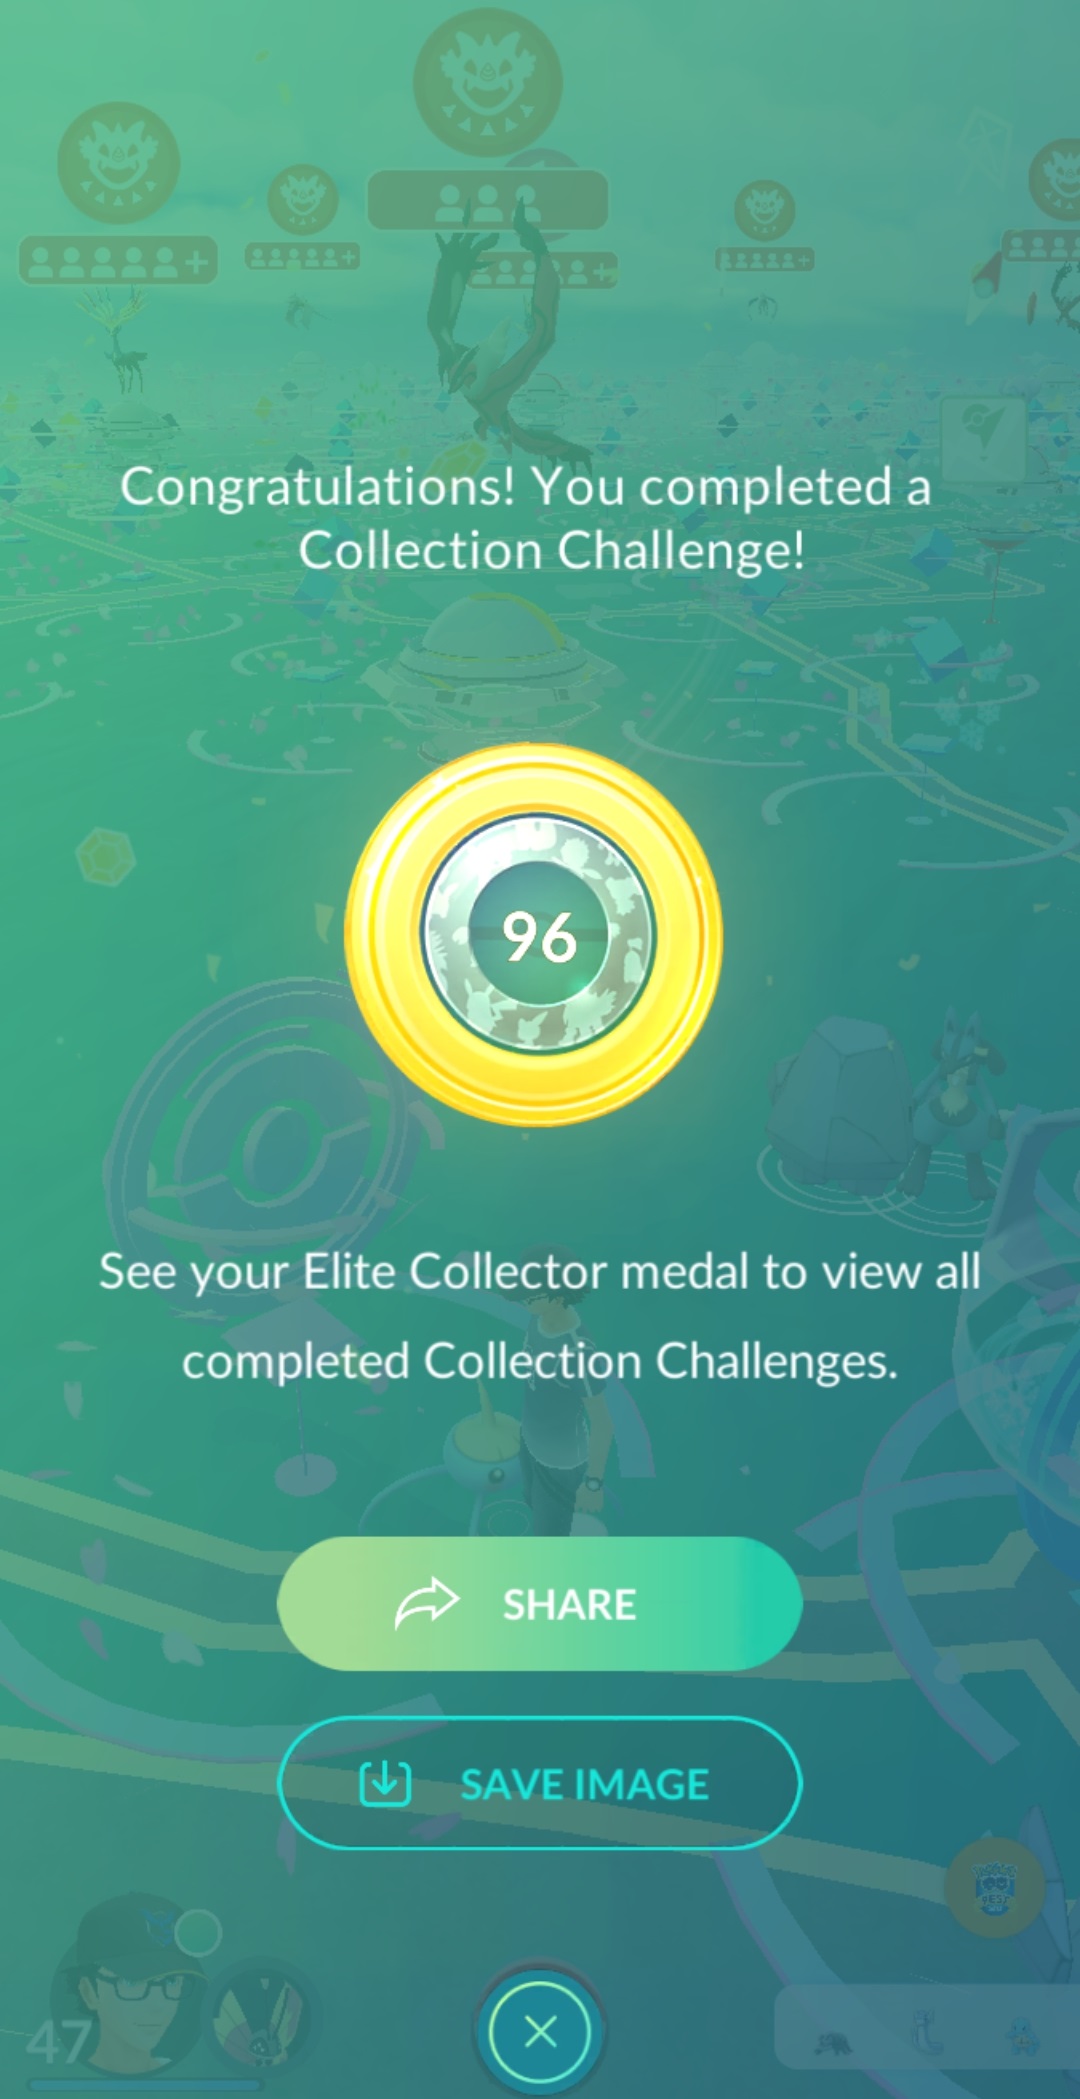 Congratulations! You completed a
Collection Challenge!
96
See your Elite Collector medal to view all
completed Collection Challenges.
SHARE
SAVE IMAGE
47